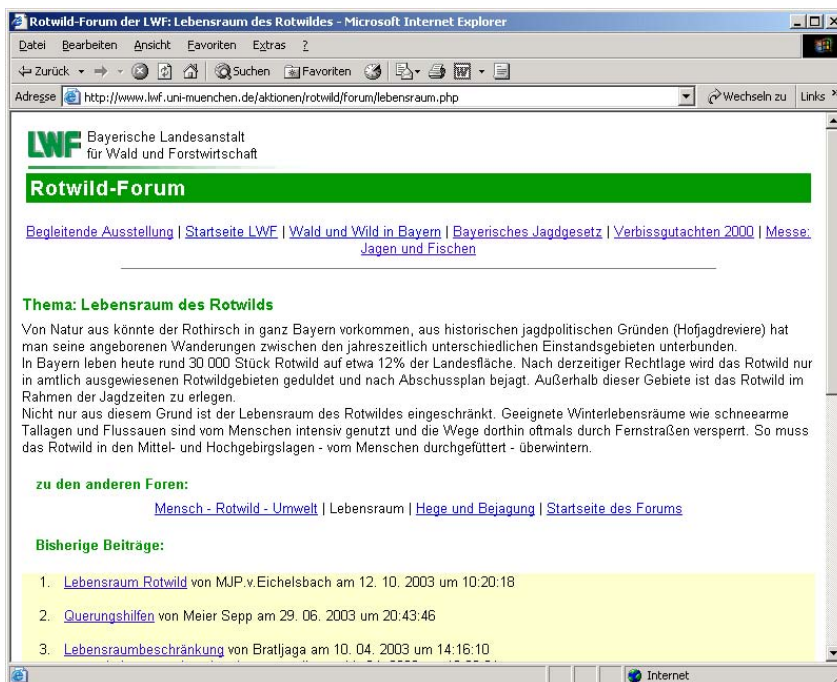 Rotwild-Forum der LWF: Lebensraum des Rotwildes - Microsoft Internet Explorer
Datei Bearbeiten Ansicht Favoriten Extras ?
Zurück Suchen Favoriten
Adresse http://www.lwf.uni-muenchen.de/aktionen/rotwild/forum/lebensraum.php Wechseln zu Links »
LWF Bayerische Landesanstalt
für Wald und Forstwirtschaft
Rotwild-Forum
Begleitende Ausstellung | Startseite LWF | Wald und Wild in Bayern | Bayerisches Jagdgesetz | Verbissgutachten 2000 | Messe:
Jagen und Fischen
Thema: Lebensraum des Rotwilds
Von Natur aus könnte der Rothirsch in ganz Bayern vorkommen, aus historischen jagdpolitischen Gründen (Hofjagdreviere) hat
man seine angeborenen Wanderungen zwischen den jahreszeitlich unterschiedlichen Einstandsgebieten unterbunden.
In Bayern leben heute rund 30 000 Stück Rotwild auf etwa 12% der Landesfläche. Nach derzeitiger Rechtlage wird das Rotwild nur
in amtlich ausgewiesenen Rotwildgebieten geduldet und nach Abschussplan bejagt. Außerhalb dieser Gebiete ist das Rotwild im
Rahmen der Jagdzeiten zu erlegen.
Nicht nur aus diesem Grund ist der Lebensraum des Rotwildes eingeschränkt. Geeignete Winterlebensräume wie schneearme
Tallagen und Flussauen sind vom Menschen intensiv genutzt und die Wege dorthin oftmals durch Fernstraßen versperrt. So muss
das Rotwild in den Mittel- und Hochgebirgslagen - vom Menschen durchgefüttert - überwintern.
zu den anderen Foren:
Mensch - Rotwild - Umwelt | Lebensraum | Hege und Bejagung | Startseite des Forums
Bisherige Beiträge:
1. Lebensraum Rotwild von MJP.v.Eichelsbach am 12. 10. 2003 um 10:20:18
2. Querungshilfen von Meier Sepp am 29. 06. 2003 um 20:43:46
3. Lebensraumbeschränkung von Bratljaga am 10. 04. 2003 um 14:16:10
Internet